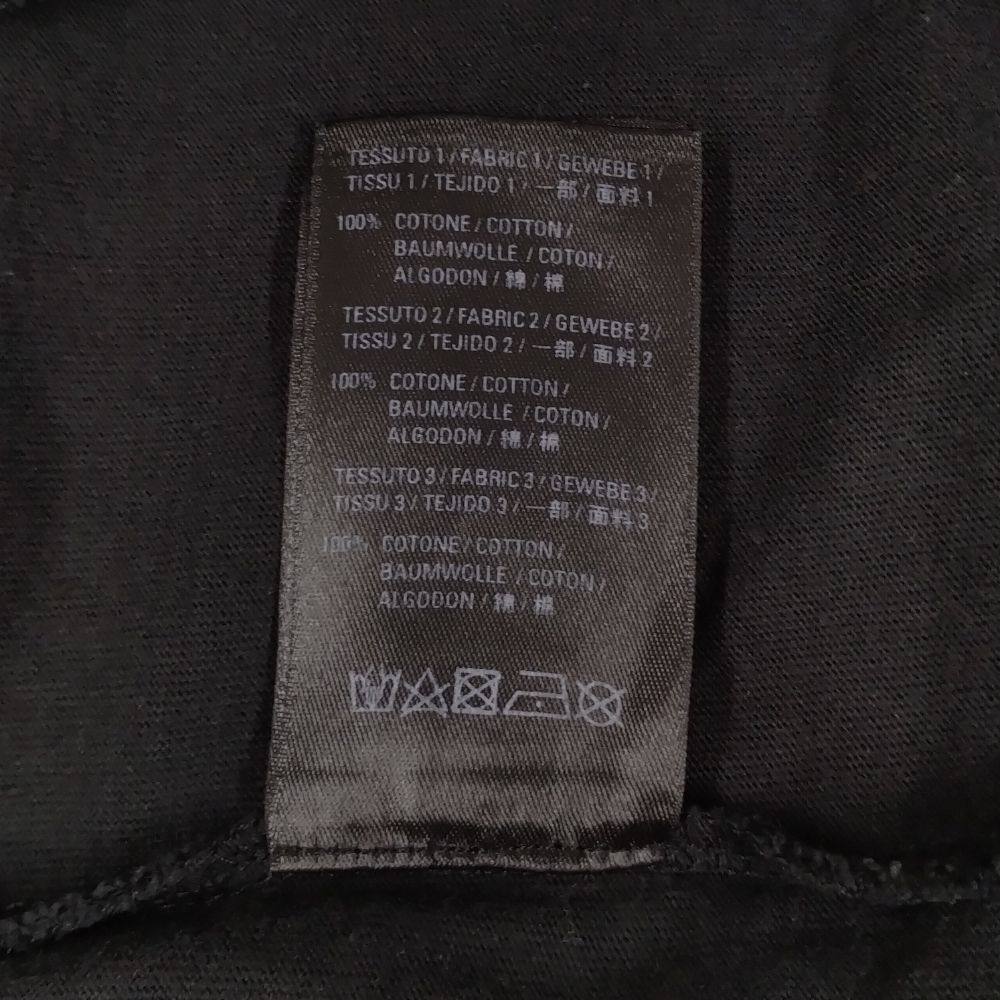 TESSUTO 1 / FABRIC 1 / GEWEBE 1 /
TISSU 1 / TEJIDO 1 / 一部 / 面料 1
100% COTONE / COTTON /
BAUMWOLLE / COTON /
ALGODON / 綿 / 棉
TESSUTO 2 / FABRIC 2 / GEWEBE 2 /
TISSU 2 / TEJIDO 2 / 一部 / 面料 2
100% COTONE / COTTON /
BAUMWOLLE / COTON /
ALGODON / 綿 / 棉
TESSUTO 3 / FABRIC 3 / GEWEBE 3 /
TISSU 3 / TEJIDO 3 / 一部 / 面料 3
100% COTONE / COTTON /
BAUMWOLLE / COTON /
ALGODON / 綿 / 棉